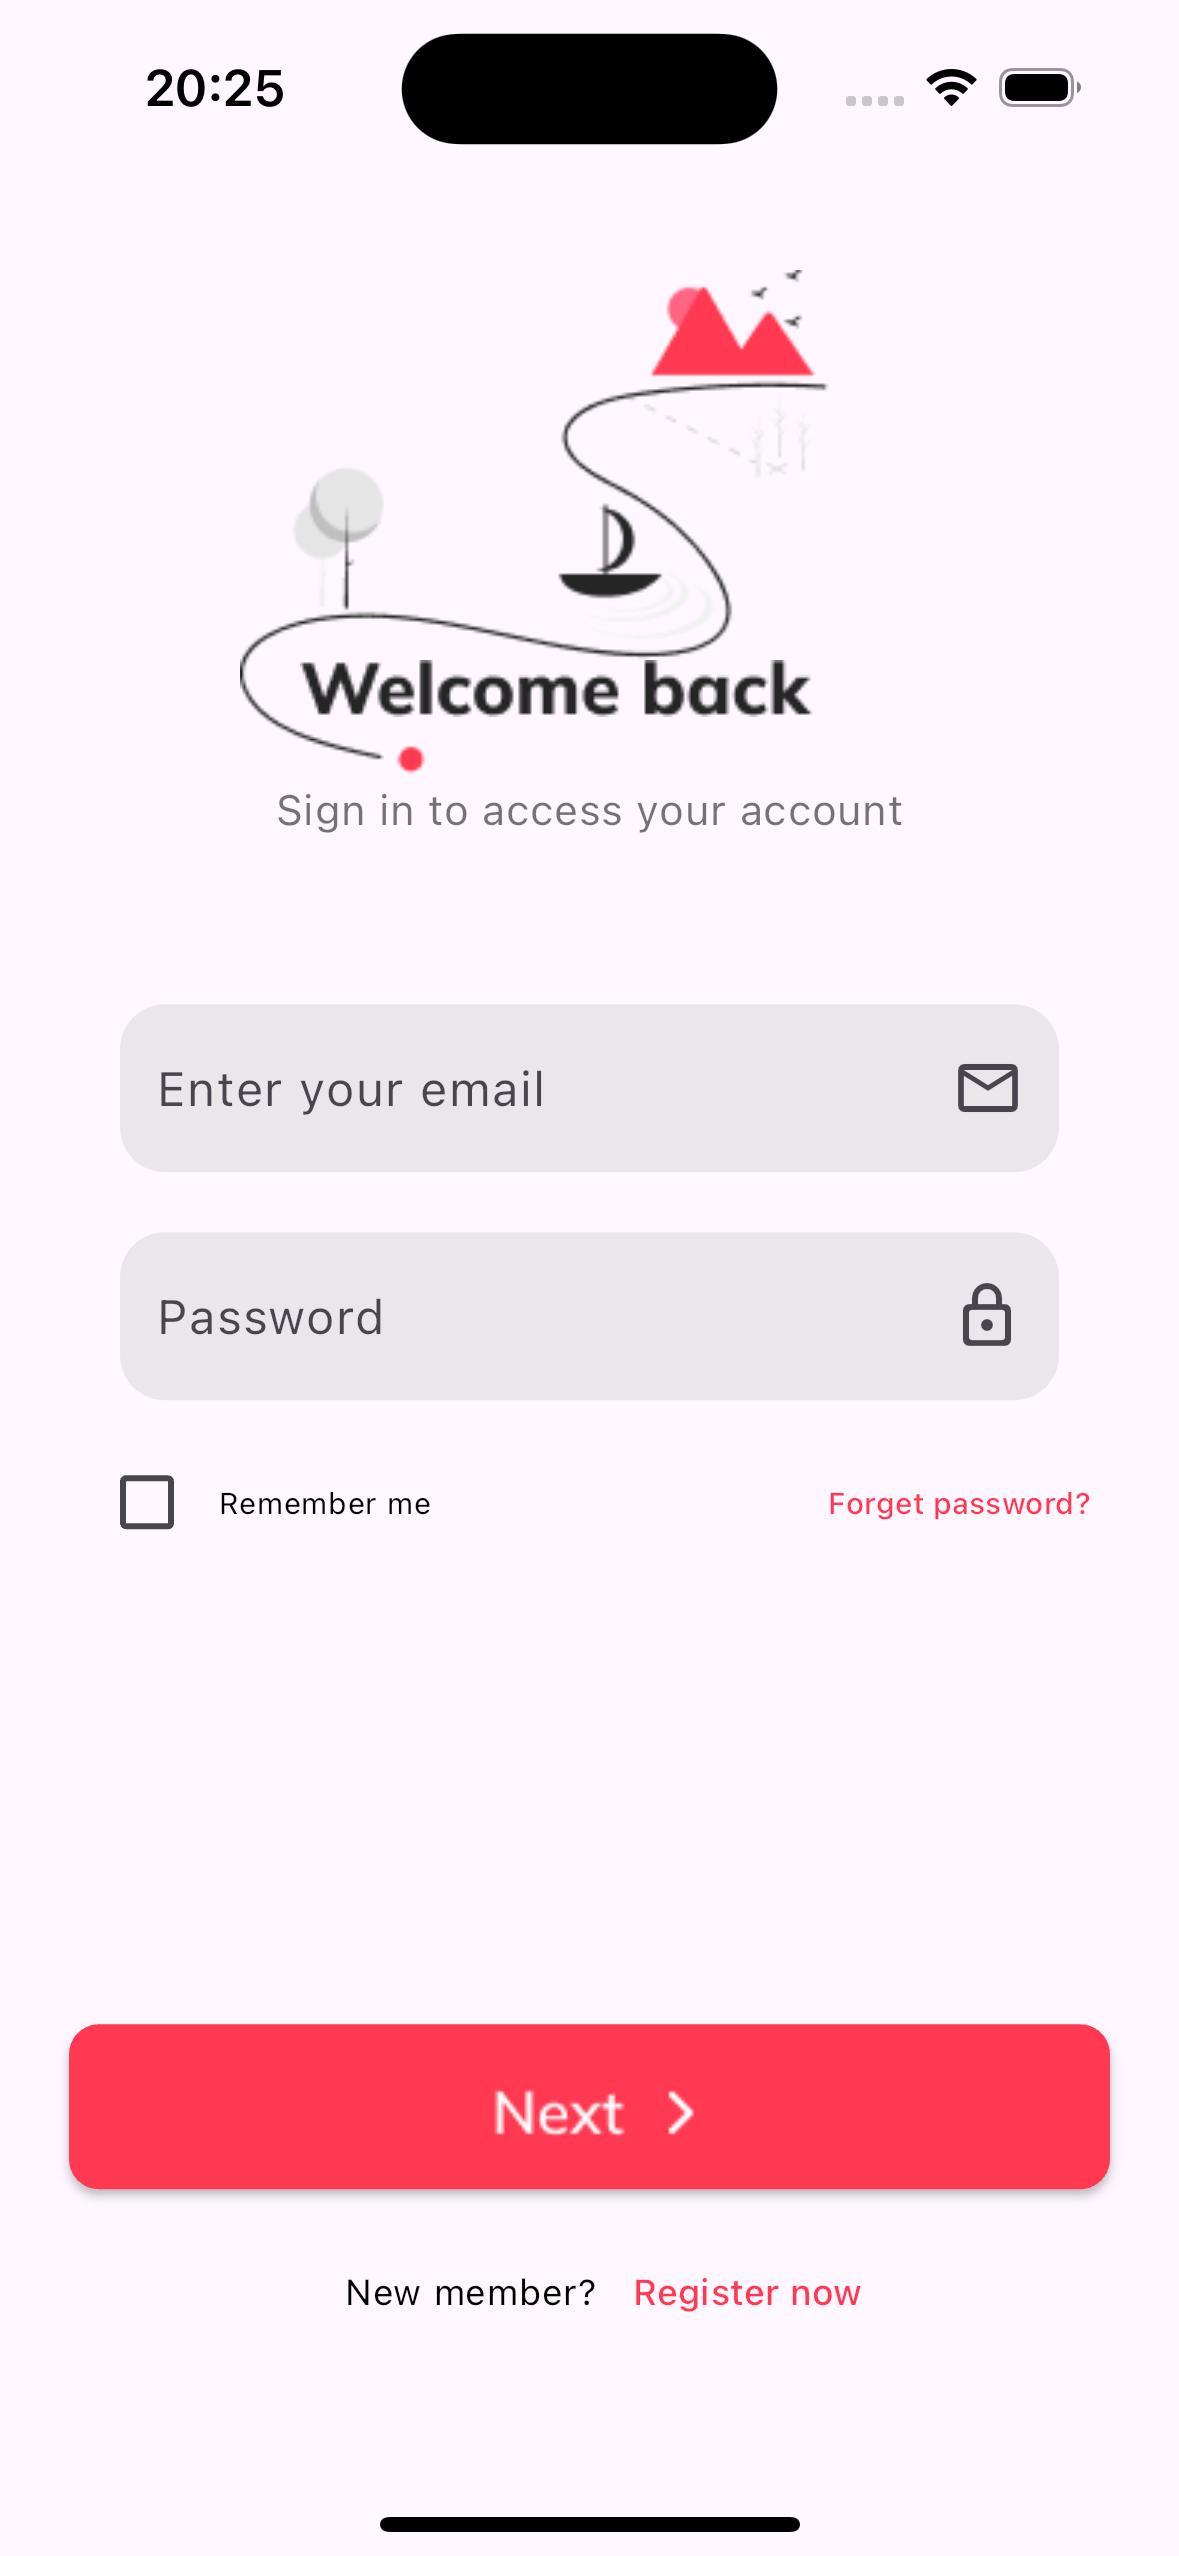 20:25
Welcome back
Sign in to access your account
Enter your email
Password
Remember me
Forget password?
Next
New member? Register now